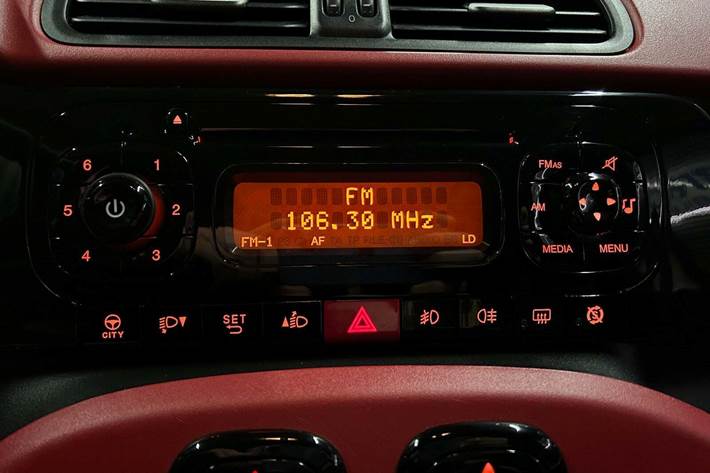 6
1
5
2
4
3
FM
106.30 MHz
FM-1 AF LD
FMAS
AM
MEDIA MENU
CITY
SET
0